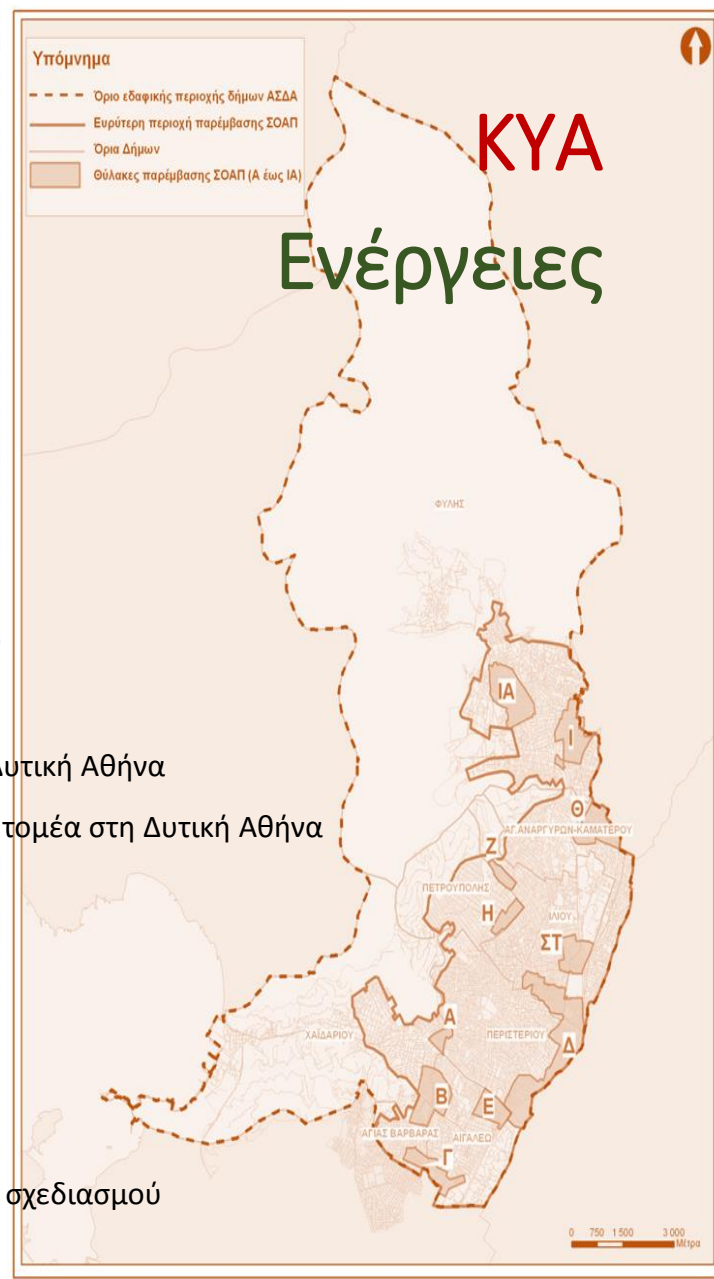 Υπόμνημα
Όριο εδαφικής περιοχής δήμων ΑΣΔΑ
Ευρύτερη περιοχή παρέμβασης ΣΟΑΠ
Όρια Δήμων
Θύλακες παρέμβασης ΣΟΑΠ (Α έως ΙΑ)
ΚΥΑ
Ενέργειες
ΦΥΛΗΣ
ΙΑ
Ι
Δυτική Αθήνα
Θ
τομέα στη Δυτική Αθήνα
ΑΓ.ΑΝΑΡΓΥΡΩΝ-ΚΑΜΑΤΕΡΟΥ
Ζ
ΠΕΤΡΟΥΠΟΛΗΣ
Η
ΙΛΙΟΥ
ΣΤ
Α
ΧΑΪΔΑΡΙΟΥ
ΠΕΡΙΣΤΕΡΙΟΥ
Δ
Β
Ε
ΑΓΙΑΣ ΒΑΡΒΑΡΑΣ
ΑΙΓΑΛΕΩ
Γ
σχεδιασμού
0 750 1 500 3 000
Μέτρα